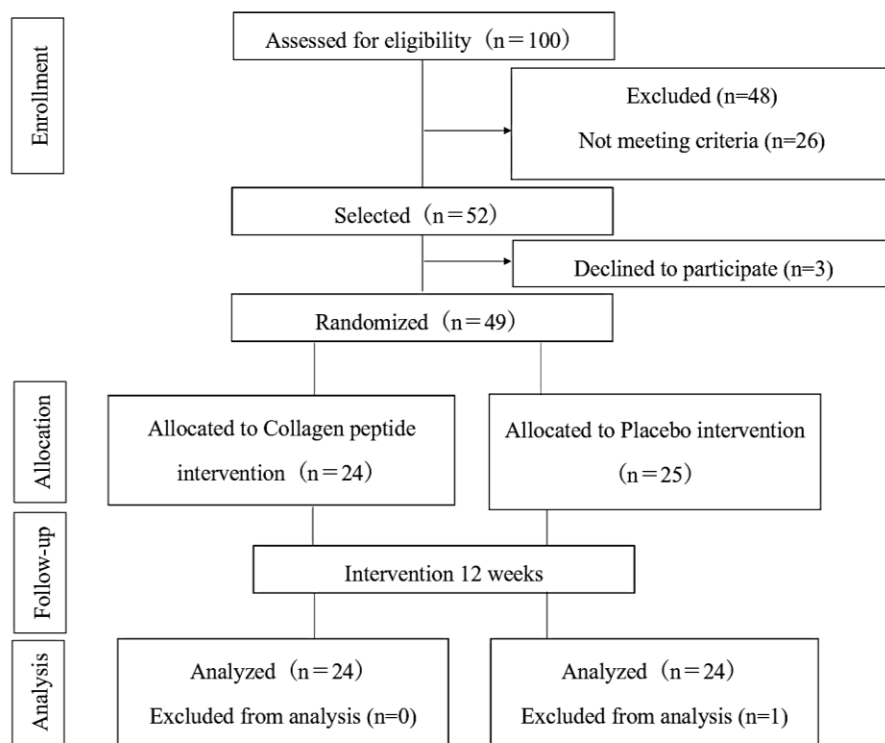 Enrollment
Assessed for eligibility（n＝100）
Excluded (n=48)
Not meeting criteria (n=26)
Selected（n＝52）
Declined to participate (n=3)
Randomized（n＝49）
Allocation
Allocated to Collagen peptide
intervention（n＝24）
Allocated to Placebo intervention
（n＝25）
Follow-up
Intervention 12 weeks
Analysis
Analyzed（n＝24）
Excluded from analysis (n=0)
Analyzed（n＝24）
Excluded from analysis (n=1)